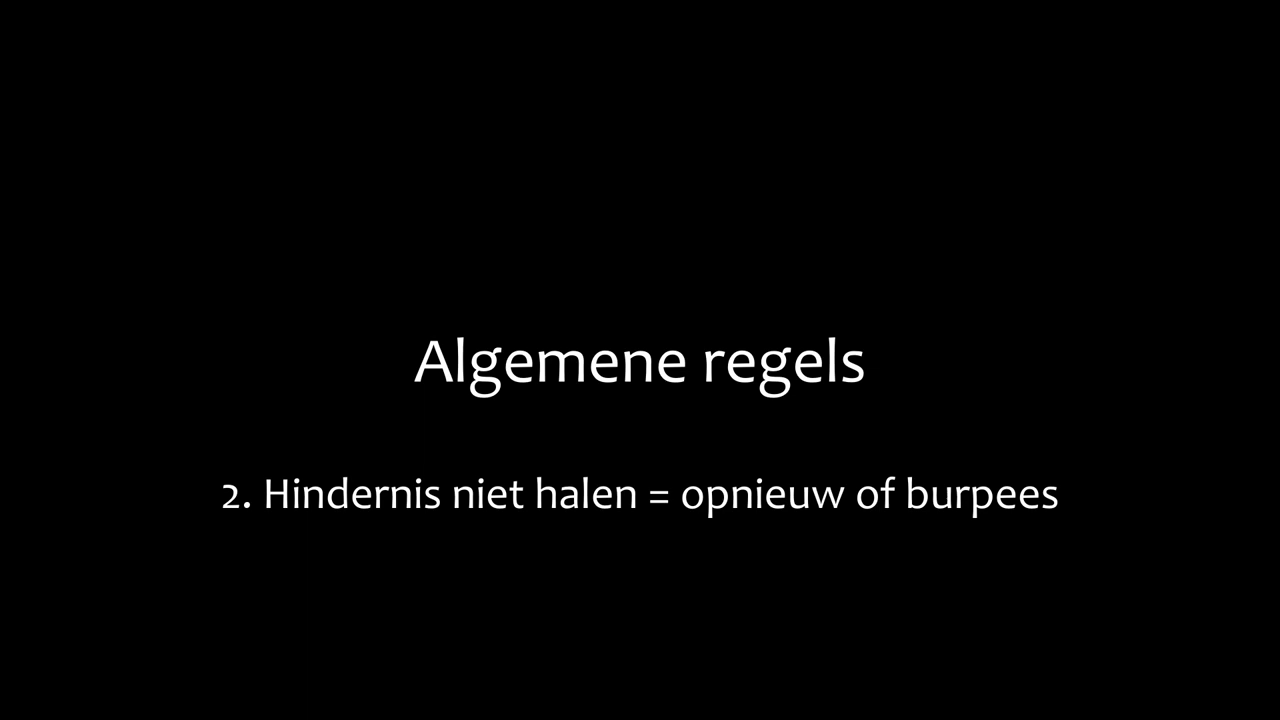 Algemene regels
2. Hindernis niet halen = opnieuw of burpees